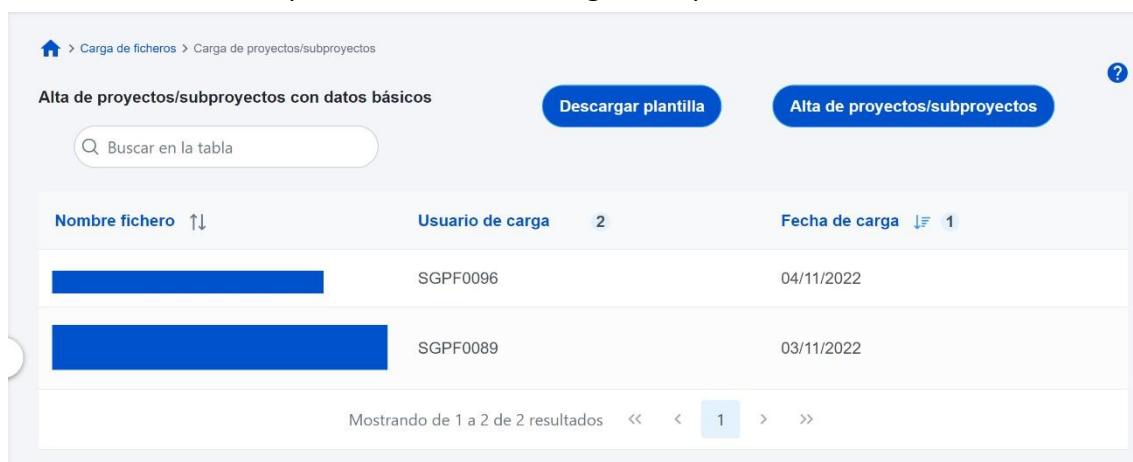 > Carga de ficheros > Carga de proyectos/subproyectos
?
Alta de proyectos/subproyectos con datos básicos
Descargar plantilla
Alta de proyectos/subproyectos
Buscar en la tabla
Nombre fichero Usuario de carga 2 Fecha de carga 1
SGPF0096 04/11/2022
SGPF0089 03/11/2022
Mostrando de 1 a 2 de 2 resultados << < 1 > >>